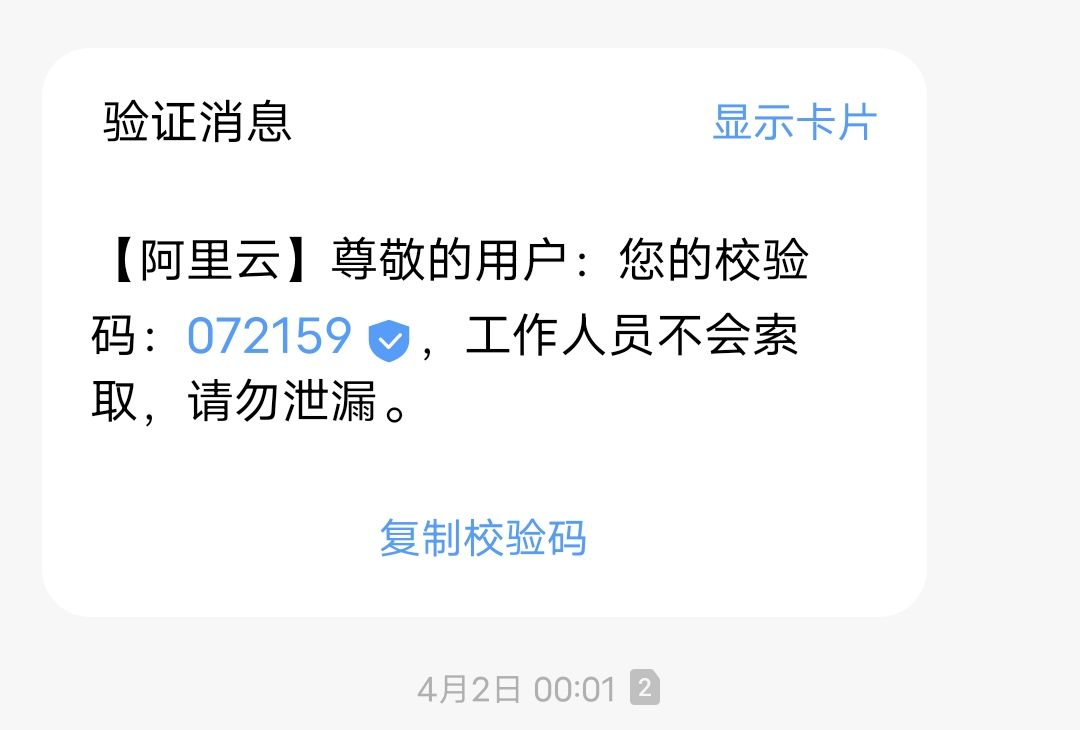 验证消息
显示卡片
【阿里云】尊敬的用户：您的校验
码：072159，工作人员不会索
取，请勿泄漏。
复制校验码
4月2日 00:01 2